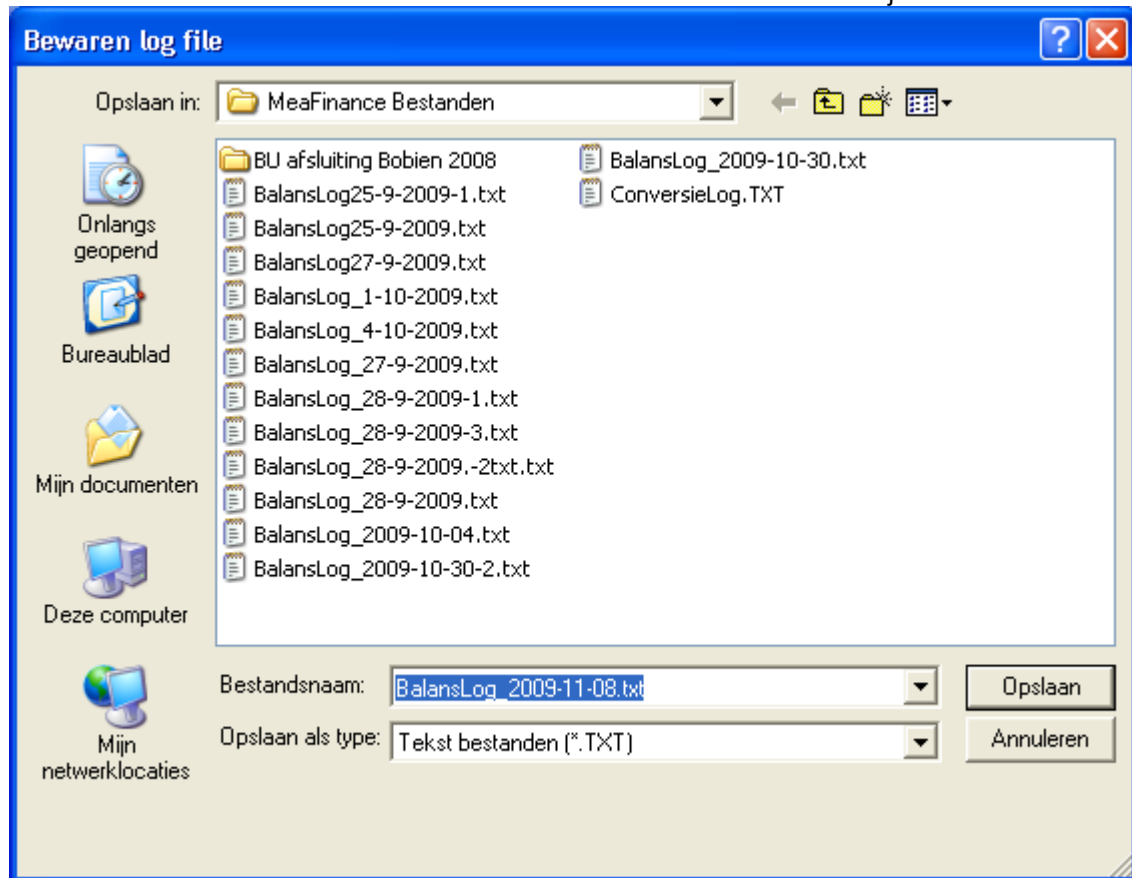 Bewaren log file
Opslaan in: MeaFinance Bestanden
Onlangs
geopend
Bureaublad
Mijn documenten
Deze computer
Mijn
netwerklocaties
BU afsluiting Bobien 2008
BalansLog25-9-2009-1.txt
BalansLog25-9-2009.txt
BalansLog27-9-2009.txt
BalansLog_1-10-2009.txt
BalansLog_4-10-2009.txt
BalansLog_27-9-2009.txt
BalansLog_28-9-2009-1.txt
BalansLog_28-9-2009-3.txt
BalansLog_28-9-2009.-2txt.txt
BalansLog_28-9-2009.txt
BalansLog_2009-10-04.txt
BalansLog_2009-10-30-2.txt
BalansLog_2009-10-30.txt
ConversieLog.TXT
Bestandsnaam: BalansLog_2009-11-08.txt Opslaan
Opslaan als type: Tekst bestanden (*.TXT) Annuleren